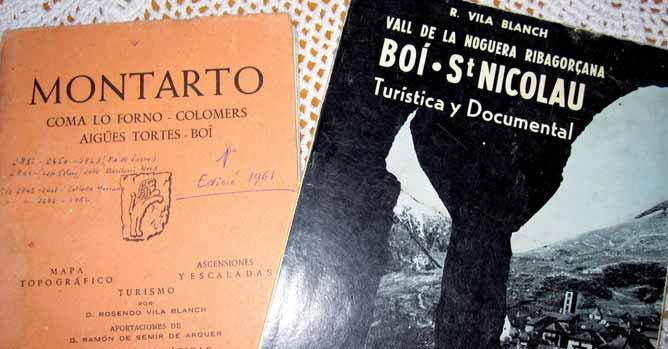 MONTARTO
COMA LO FORNO - COLOMERS
AIGÜES TORTES - BOÍ
1ª
Edició 1961
MAPA
TOPOGRÁFICO
ASCENSIONES
Y ESCALADAS
TURISMO
POR
D. ROSENDO VILA BLANCH
APORTACIONES DE
D. RAMÓN DE SEMIR DE ARQUER
R. VILA BLANCH
VALL DE LA NOGUERA RIBAGORÇANA
BOÍ • St NICOLAU
Turística y Documental